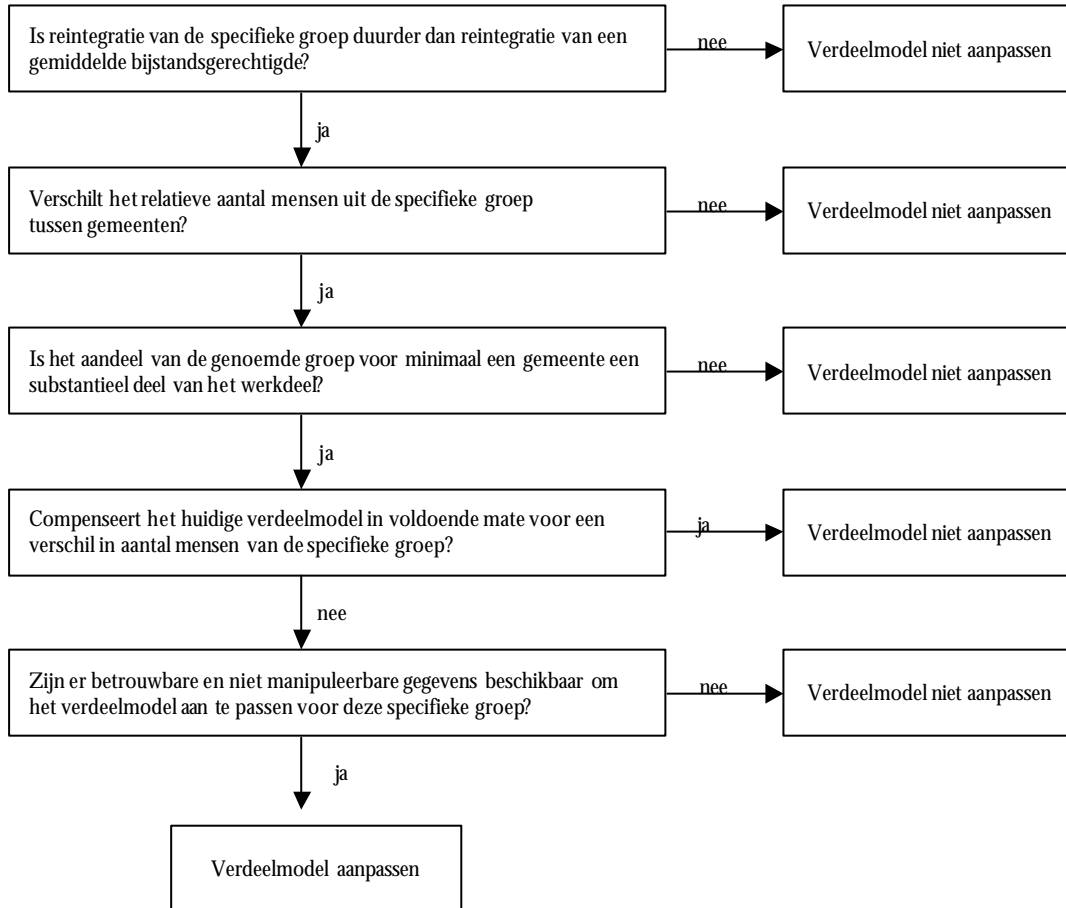 Is reintegratie van de specifieke groep duurder dan reintegratie van een
gemiddelde bijstandsgerechtigde?
nee
Verdeelmodel niet aanpassen
ja
Verschilt het relatieve aantal mensen uit de specifieke groep
tussen gemeenten?
nee
Verdeelmodel niet aanpassen
ja
Is het aandeel van de genoemde groep voor minimaal een gemeente een
substantieel deel van het werkdeel?
nee
Verdeelmodel niet aanpassen
ja
Compenseert het huidige verdeelmodel in voldoende mate voor een
verschil in aantal mensen van de specifieke groep?
ja
Verdeelmodel niet aanpassen
nee
Zijn er betrouwbare en niet manipuleerbare gegevens beschikbaar om
het verdeelmodel aan te passen voor deze specifieke groep?
nee
Verdeelmodel niet aanpassen
ja
Verdeelmodel aanpassen